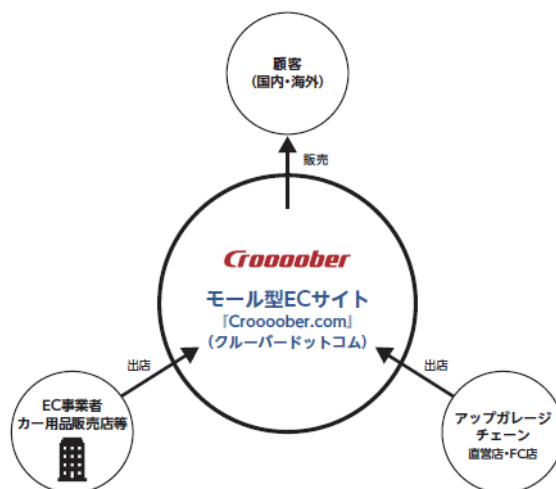 顧客
（国内・海外）
販売
Croooober
モール型ECサイト
『Croooober.com』
（クルーバードットコム）
出店
出店
EC事業者
カー用品販売店等
アップガレージ
チェーン
直営店・FC店